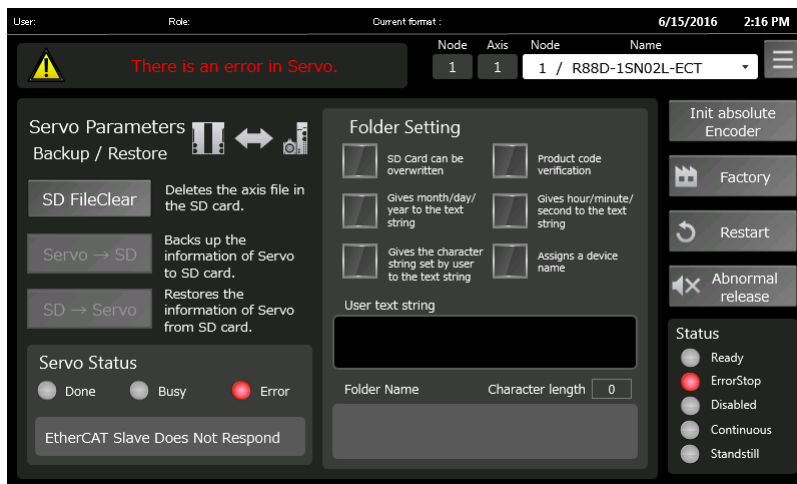 User:
Role:
Current format :
6/15/2016 2:16 PM
There is an error in Servo.
Node Axis Node Name
1 1 1 / R88D-1SN02L-ECT
Servo Parameters
Backup / Restore
SD FileClear
Deletes the axis file in
the SD card.
Servo → SD
Backs up the
information of Servo
to SD card.
SD → Servo
Restores the
information of Servo
from SD card.
Servo Status
Done Busy Error
EtherCAT Slave Does Not Respond
Folder Setting
SD Card can be
overwritten
Product code
verification
Gives month/day/
year to the text
string
Gives hour/minute/
second to the text
string
Gives the character
string set by user
to the text string
Assigns a device
name
User text string
Folder Name Character length 0
Init absolute
Encoder
Factory
Restart
Abnormal
release
Status
Ready
ErrorStop
Disabled
Continuous
Standstill